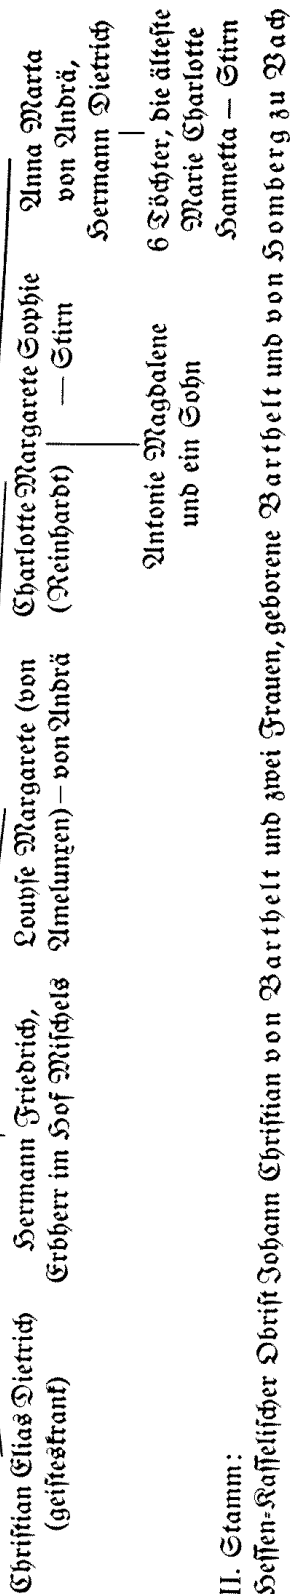 Christian Elias Dietrich
(geisteskrank)
Hermann Friedrich,
Erbherr im Hof Mischels
Louyse Margarete (von
Amelunxen) — von Andrä
Charlotte Margarete Sophie
(Reinhardt) — Stirn
Anna Marta
von Andrä,
Hermann Dietrich
Antonie Magdalene
und ein Sohn
6 Töchter, die älteste
Marie Charlotte
Hannetta — Stirn
II. Stamm:
Hessen-Kasselischer Obrist Johann Christian von Barthelt und zwei Frauen, geborene Barthelt und von Homberg zu Vach